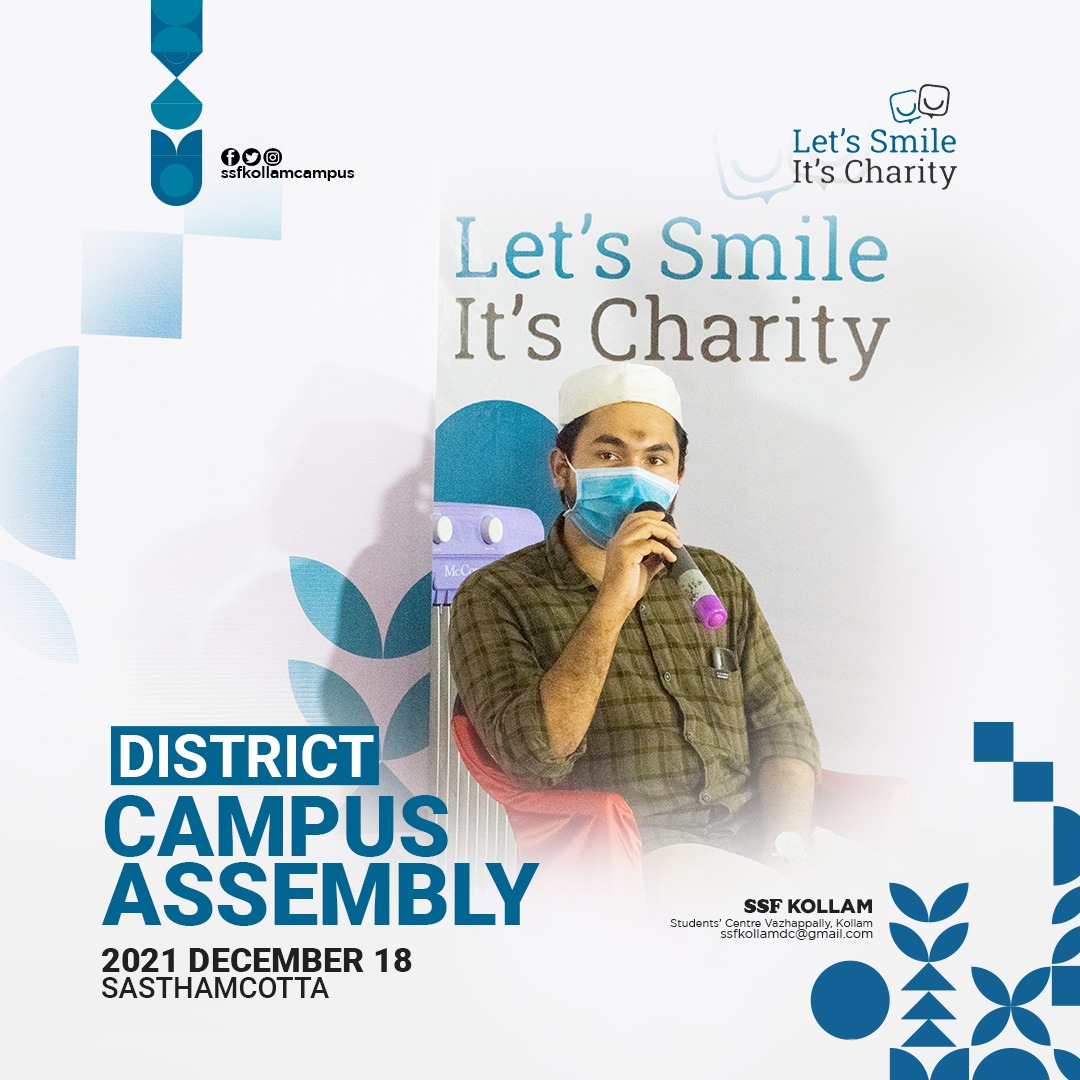 ssfkollamcampus
Let's Smile
It's Charity
Let's Smile
It's Charity
DISTRICT
CAMPUS
ASSEMBLY
2021 DECEMBER 18
SASTHAMCOTTA
SSF KOLLAM
Students' Centre Vazhappally, Kollam
ssfkollamdc@gmail.com